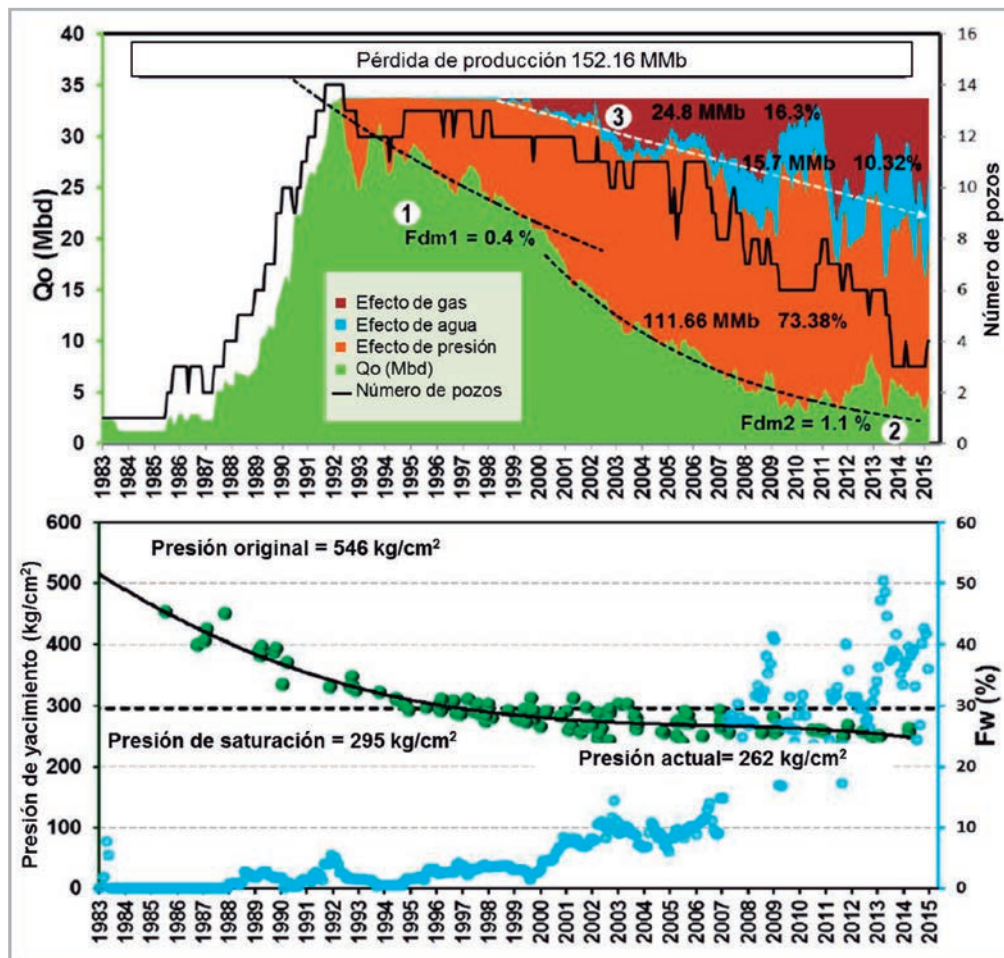 Pérdida de producción 152.16 MMb
Qo (Mbd)
40
35
30
25
20
15
10
5
0
3
24.8 MMb 16.3%
15.7 MMb 10.32%
1
Fdm1 = 0.4 %
111.66 MMb 73.38%
Efecto de gas
Efecto de agua
Efecto de presión
Qo (Mbd)
Número de pozos
Fdm2 = 1.1 %
2
16
14
12
10
8
6
4
2
0
Número de pozos
1983 1984 1985 1986 1987 1988 1989 1990 1991 1992 1993 1994 1995 1996 1997 1998 1999 2000 2001 2002 2003 2004 2005 2006 2007 2008 2009 2010 2011 2012 2013 2014 2015
Presión de yacimiento (kg/cm²)
600
500
400
300
200
100
0
Presión original = 546 kg/cm²
Presión de saturación = 295 kg/cm²
Presión actual= 262 kg/cm²
60
50
40
30
20
10
0
Fw (%)
1983 1984 1985 1986 1987 1988 1989 1990 1991 1992 1993 1994 1995 1996 1997 1998 1999 2000 2001 2002 2003 2004 2005 2006 2007 2008 2009 2010 2011 2012 2013 2014 2015